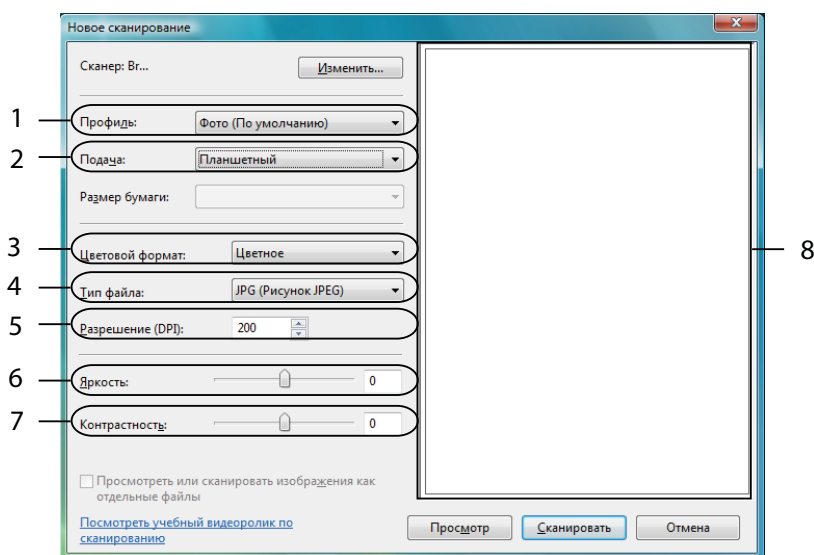 Новое сканирование
Сканер: Br...
Изменить...
1
Профиль:
Фото (По умолчанию)
2
Подача:
Планшетный
Размер бумаги:
3
Цветовой формат:
Цветное
8
4
Тип файла:
JPG (Рисунок JPEG)
5
Разрешение (DPI):
200
6
Яркость:
0
7
Контрастность:
0
Просмотреть или сканировать изображения как
отдельные файлы
Посмотреть учебный видеоролик по
сканированию
Просмотр
Сканировать
Отмена